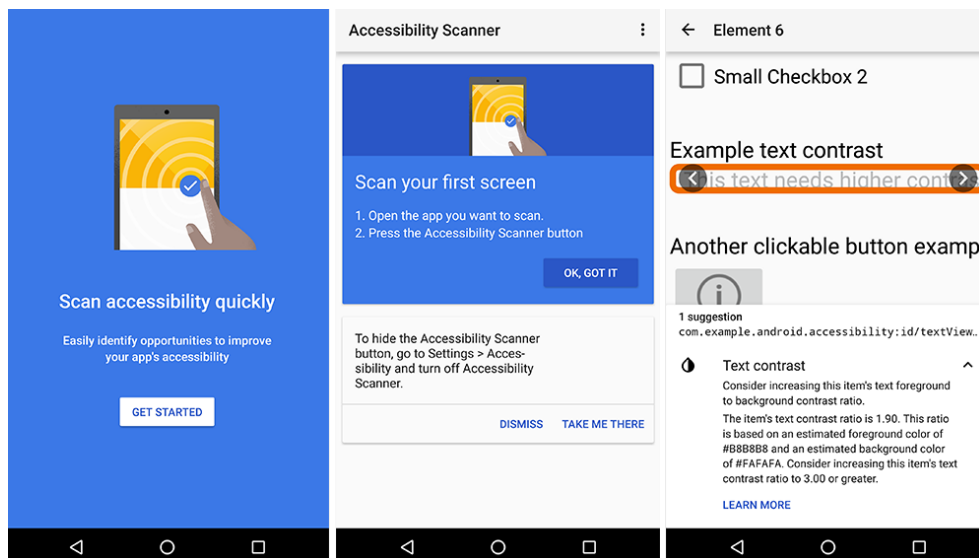 Scan accessibility quickly
Easily identify opportunities to improve
your app's accessibility
GET STARTED
Accessibility Scanner
Scan your first screen
1. Open the app you want to scan.
2. Press the Accessibility Scanner button
OK, GOT IT
To hide the Accessibility Scanner
button, go to Settings > Acces-
sibility and turn off Accessibility
Scanner.
DISMISS TAKE ME THERE
Element 6
Small Checkbox 2
Example text contrast
is text needs higher contras
Another clickable button examp
1 suggestion
com.example.android.accessibility:id/textView...
Text contrast
Consider increasing this item's text foreground
to background contrast ratio.
The item's text contrast ratio is 1.90. This ratio
is based on an estimated foreground color of
#B8B8B8 and an estimated background color
of #FAFAFA. Consider increasing this item's text
contrast ratio to 3.00 or greater.
LEARN MORE